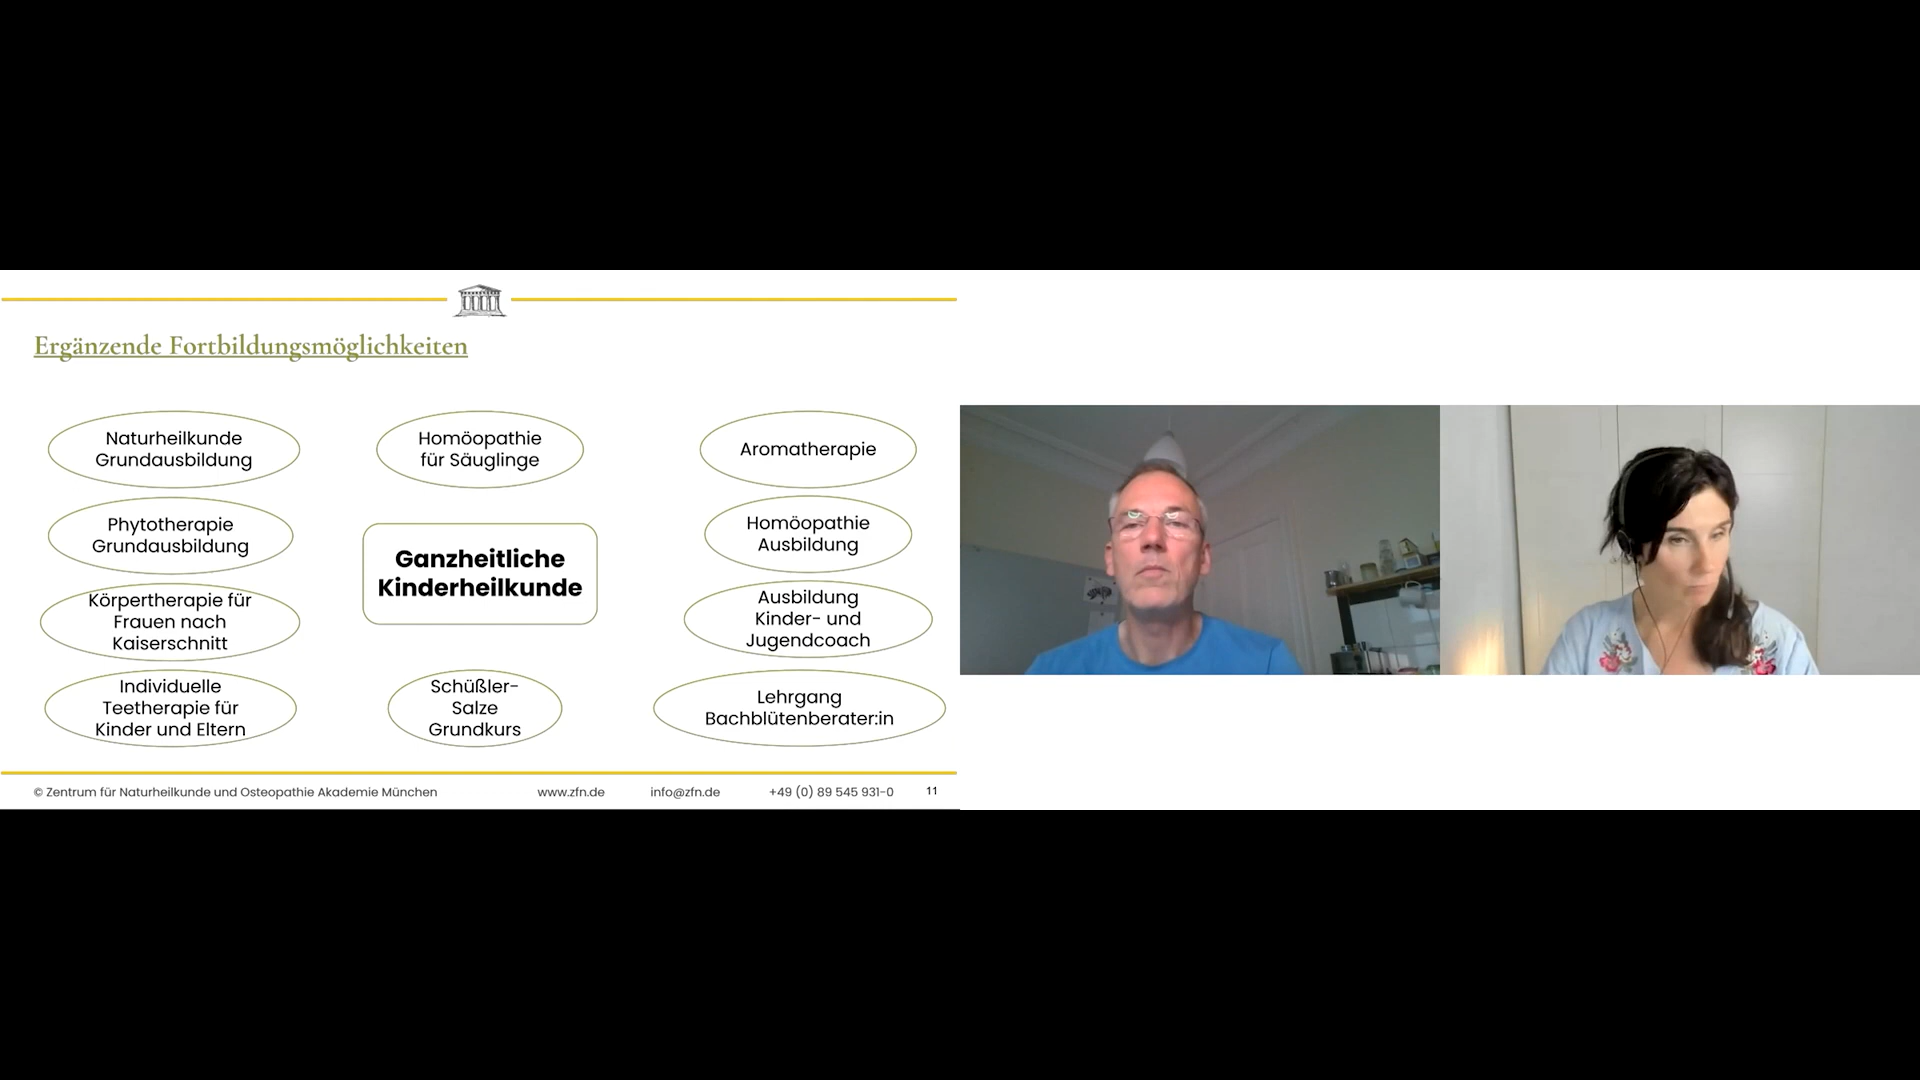 Ergänzende Fortbildungsmöglichkeiten
Naturheilkunde
Grundausbildung
Homöopathie
für Säuglinge
Aromatherapie
Phytotherapie
Grundausbildung
Ganzheitliche
Kinderheilkunde
Homöopathie
Ausbildung
Körpertherapie für
Frauen nach
Kaiserschnitt
Ausbildung
Kinder- und
Jugendcoach
Individuelle
Teetherapie für
Kinder und Eltern
Schüßler-
Salze
Grundkurs
Lehrgang
Bachblütenberater:in
© Zentrum für Naturheilkunde und Osteopathie Akademie München www.zfn.de info@zfn.de +49 (0) 89 545 931-0 11